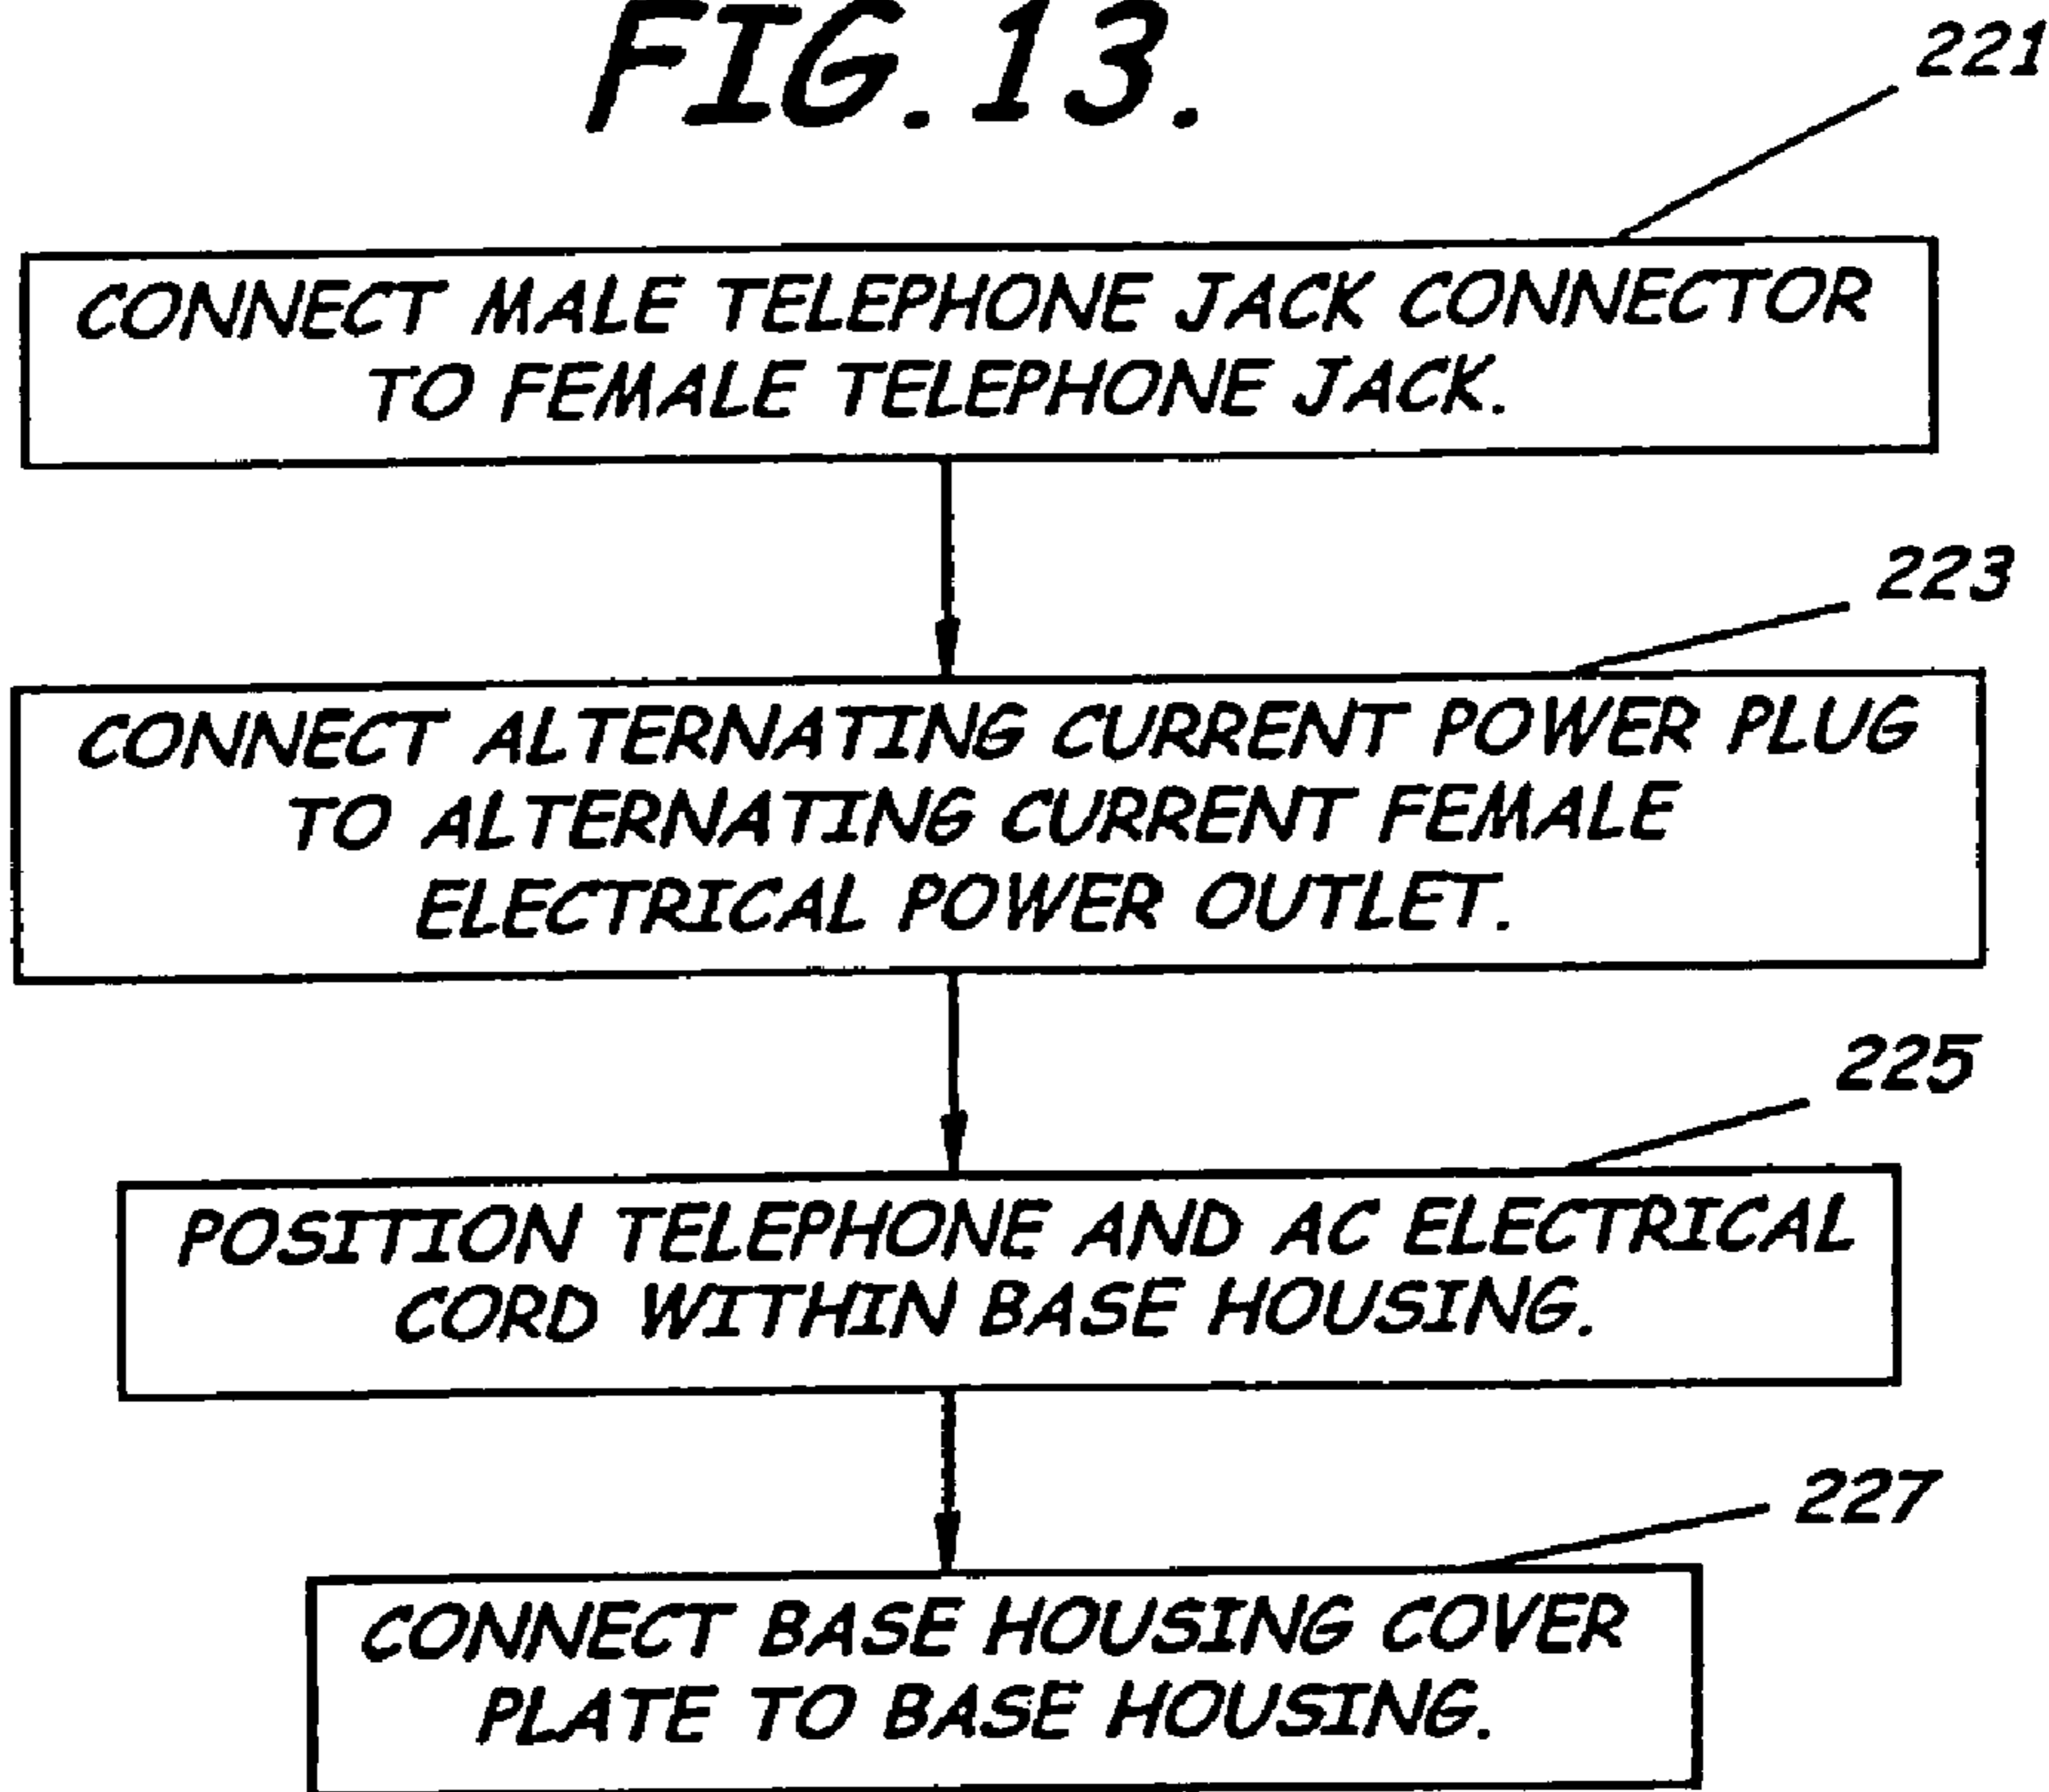 FIG. 13.
221
CONNECT MALE TELEPHONE JACK CONNECTOR
TO FEMALE TELEPHONE JACK.
223
CONNECT ALTERNATING CURRENT POWER PLUG
TO ALTERNATING CURRENT FEMALE
ELECTRICAL POWER OUTLET.
225
POSITION TELEPHONE AND AC ELECTRICAL
CORD WITHIN BASE HOUSING.
227
CONNECT BASE HOUSING COVER
PLATE TO BASE HOUSING.